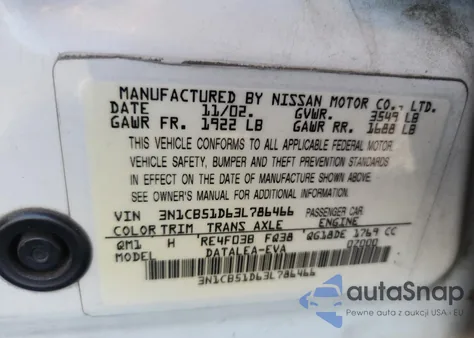 MANUFACTURED BY NISSAN MOTOR CO., LTD.
DATE 11/02. GVWR. 3549 LB
GAWR FR. 1922 LB GAWR RR. 1688 LB
THIS VEHICLE CONFORMS TO ALL APPLICABLE FEDERAL MOTOR
VEHICLE SAFETY, BUMPER AND THEFT PREVENTION STANDARDS
IN EFFECT ON THE DATE OF MANUFACTURE SHOWN ABOVE.
SEE OWNER'S MANUAL FOR ADDITIONAL INFORMATION.
VIN 3N1CB51D63L786466 PASSENGER CAR
COLOR TRIM TRANS AXLE ENGINE
QM1 H RE4F03B FQ38 QG18DE 1769 CC
MODEL DATALEA-EVA 07000
3N1CB51D63L786466
autoSnap
Pewne auta z aukcji USA - EU